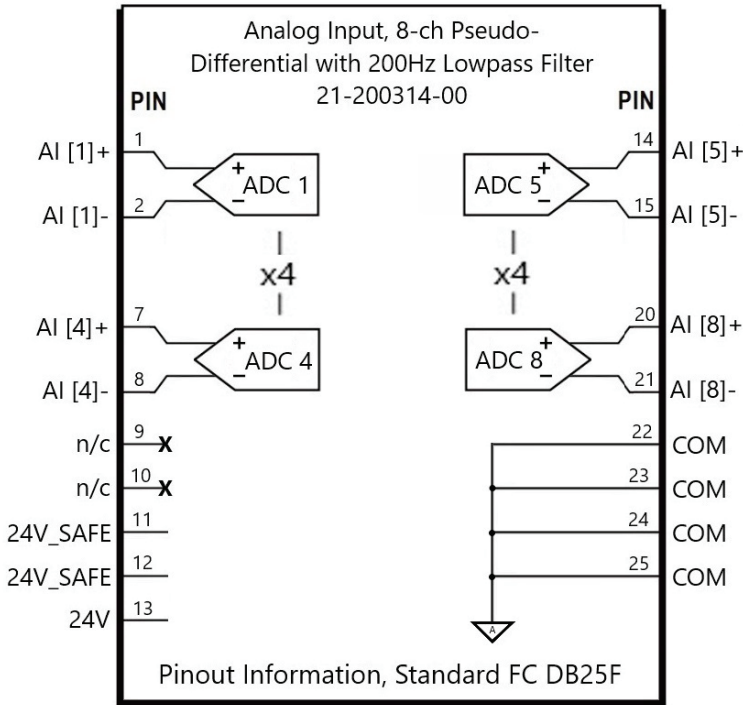 Analog Input, 8-ch Pseudo-
Differential with 200Hz Lowpass Filter
21-200314-00
PIN PIN
AI [1]+ 1 + ADC 1 ADC 5 + 14 AI [5]+
AI [1]- 2 − − 15 AI [5]-
x4 x4
AI [4]+ 7 + ADC 4 ADC 8 + 20 AI [8]+
AI [4]- 8 − − 21 AI [8]-
n/c 9 X 22 COM
n/c 10 X 23 COM
24V_SAFE 11 24 COM
24V_SAFE 12 25 COM
24V 13
A
Pinout Information, Standard FC DB25F